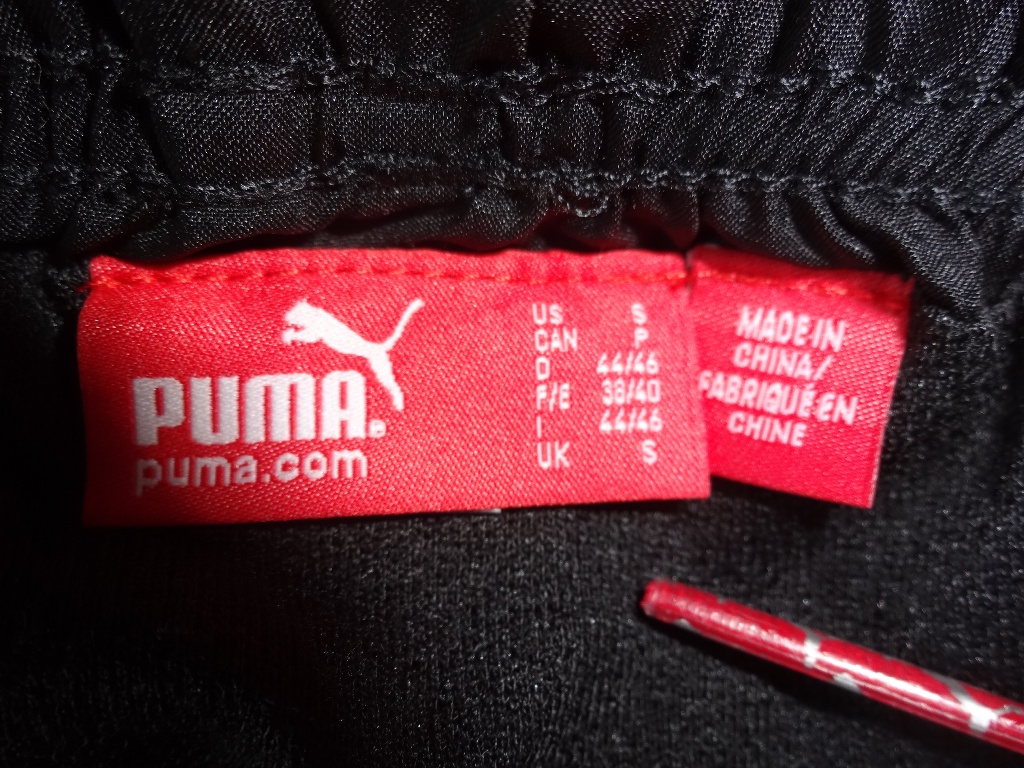 PUMA.
puma.com
US S
CAN P
D 44/46
F/E 38/40
I 44/46
UK S
MADE IN
CHINA/
FABRIQUÉ EN
CHINE